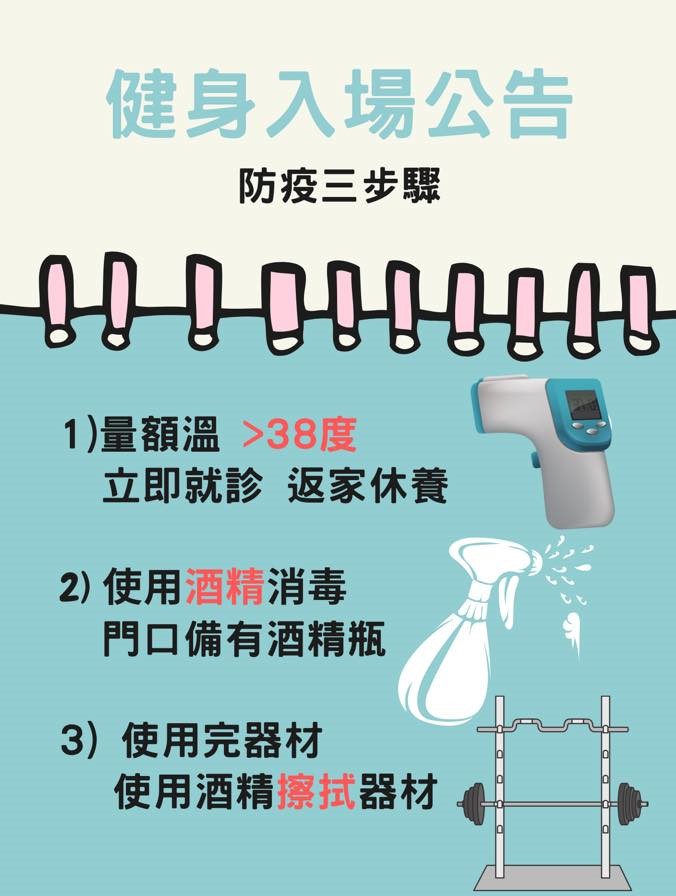 健身入場公告
防疫三步驟
1)量額溫 >38度
立即就診 返家休養
2) 使用酒精消毒
門口備有酒精瓶
3) 使用完器材
使用酒精擦拭器材